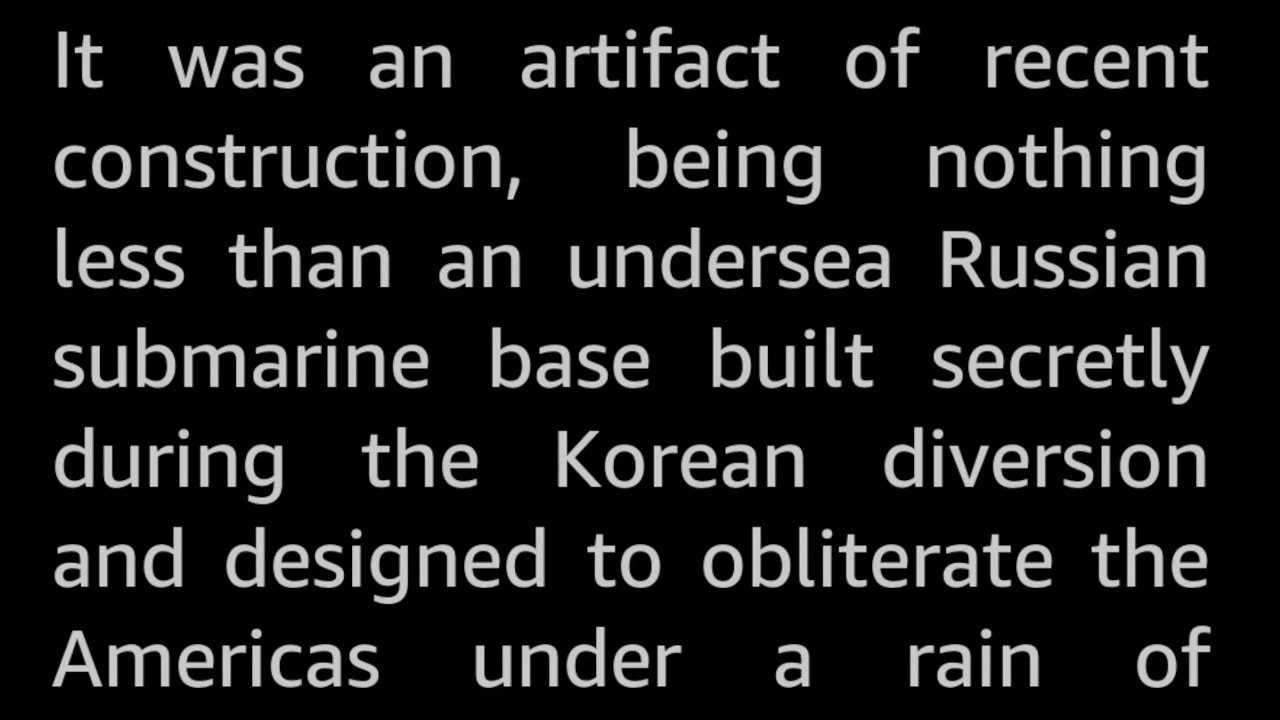 It was an artifact of recent
construction, being nothing
less than an undersea Russian
submarine base built secretly
during the Korean diversion
and designed to obliterate the
Americas under a rain of